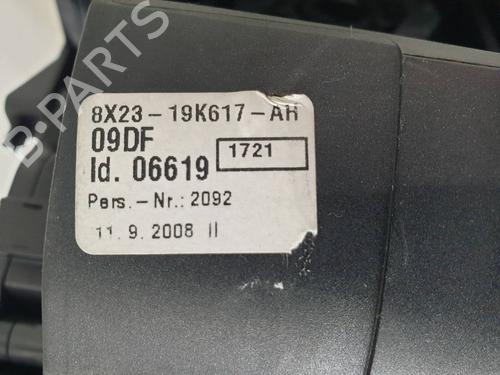 B-PARTS
8X23-19K617-AH
09DF
Id. 06619 1721
Pers.-Nr.: 2092
11.9.2008 II